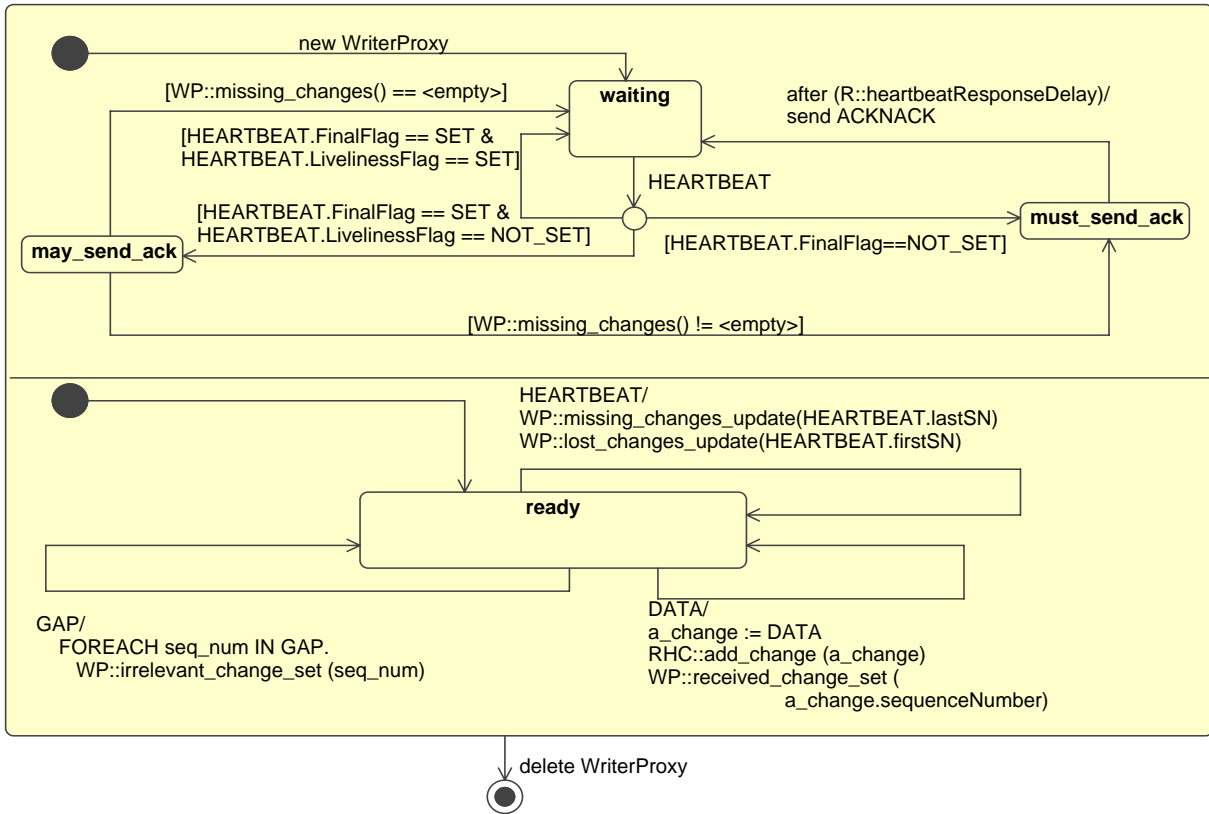 new WriterProxy
[WP::missing_changes() == <empty>]
waiting
after (R::heartbeatResponseDelay)/
send ACKNACK
[HEARTBEAT.FinalFlag == SET &
HEARTBEAT.LivelinessFlag == SET]
HEARTBEAT
[HEARTBEAT.FinalFlag == SET &
HEARTBEAT.LivelinessFlag == NOT_SET]
must_send_ack
may_send_ack
[HEARTBEAT.FinalFlag==NOT_SET]
[WP::missing_changes() != <empty>]
HEARTBEAT/
WP::missing_changes_update(HEARTBEAT.lastSN)
WP::lost_changes_update(HEARTBEAT.firstSN)
ready
GAP/
FOREACH seq_num IN GAP.
WP::irrelevant_change_set (seq_num)
DATA/
a_change := DATA
RHC::add_change (a_change)
WP::received_change_set (
a_change.sequenceNumber)
delete WriterProxy